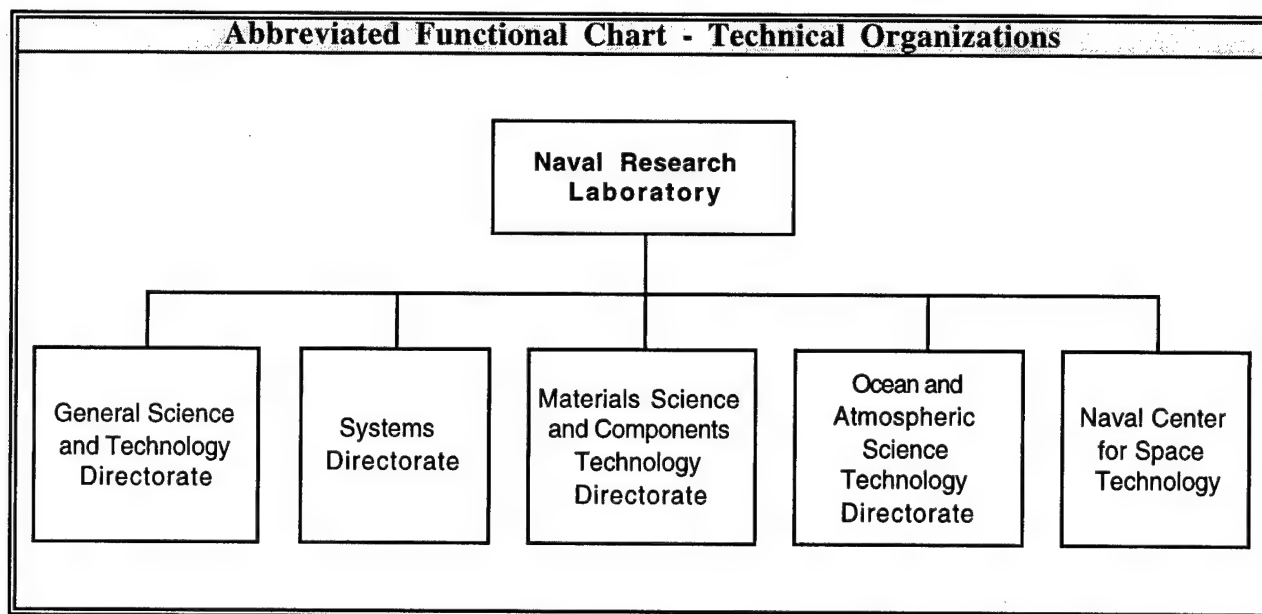 Abbreviated Functional Chart - Technical Organizations
Naval Research
Laboratory
General Science
and Technology
Directorate
Systems
Directorate
Materials Science
and Components
Technology
Directorate
Ocean and
Atmospheric
Science
Technology
Directorate
Naval Center
for Space
Technology